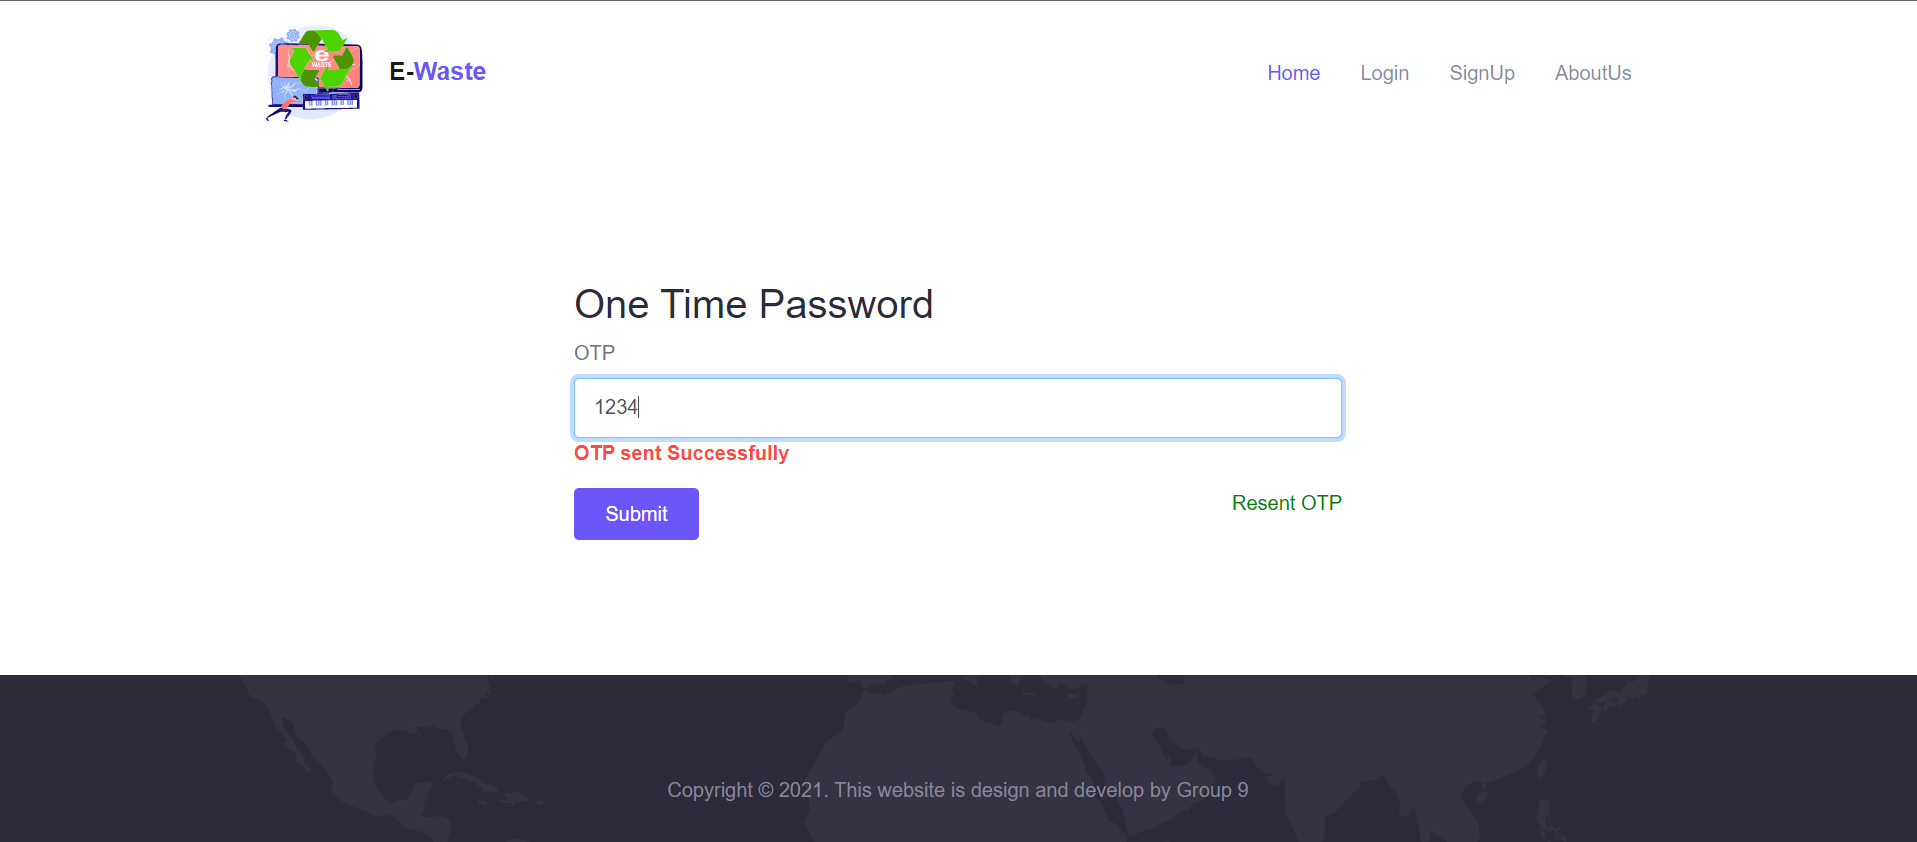 e
WASTE
E-Waste
Home Login SignUp AboutUs
One Time Password
OTP
1234
OTP sent Successfully
Submit
Resent OTP
Copyright © 2021. This website is design and develop by Group 9